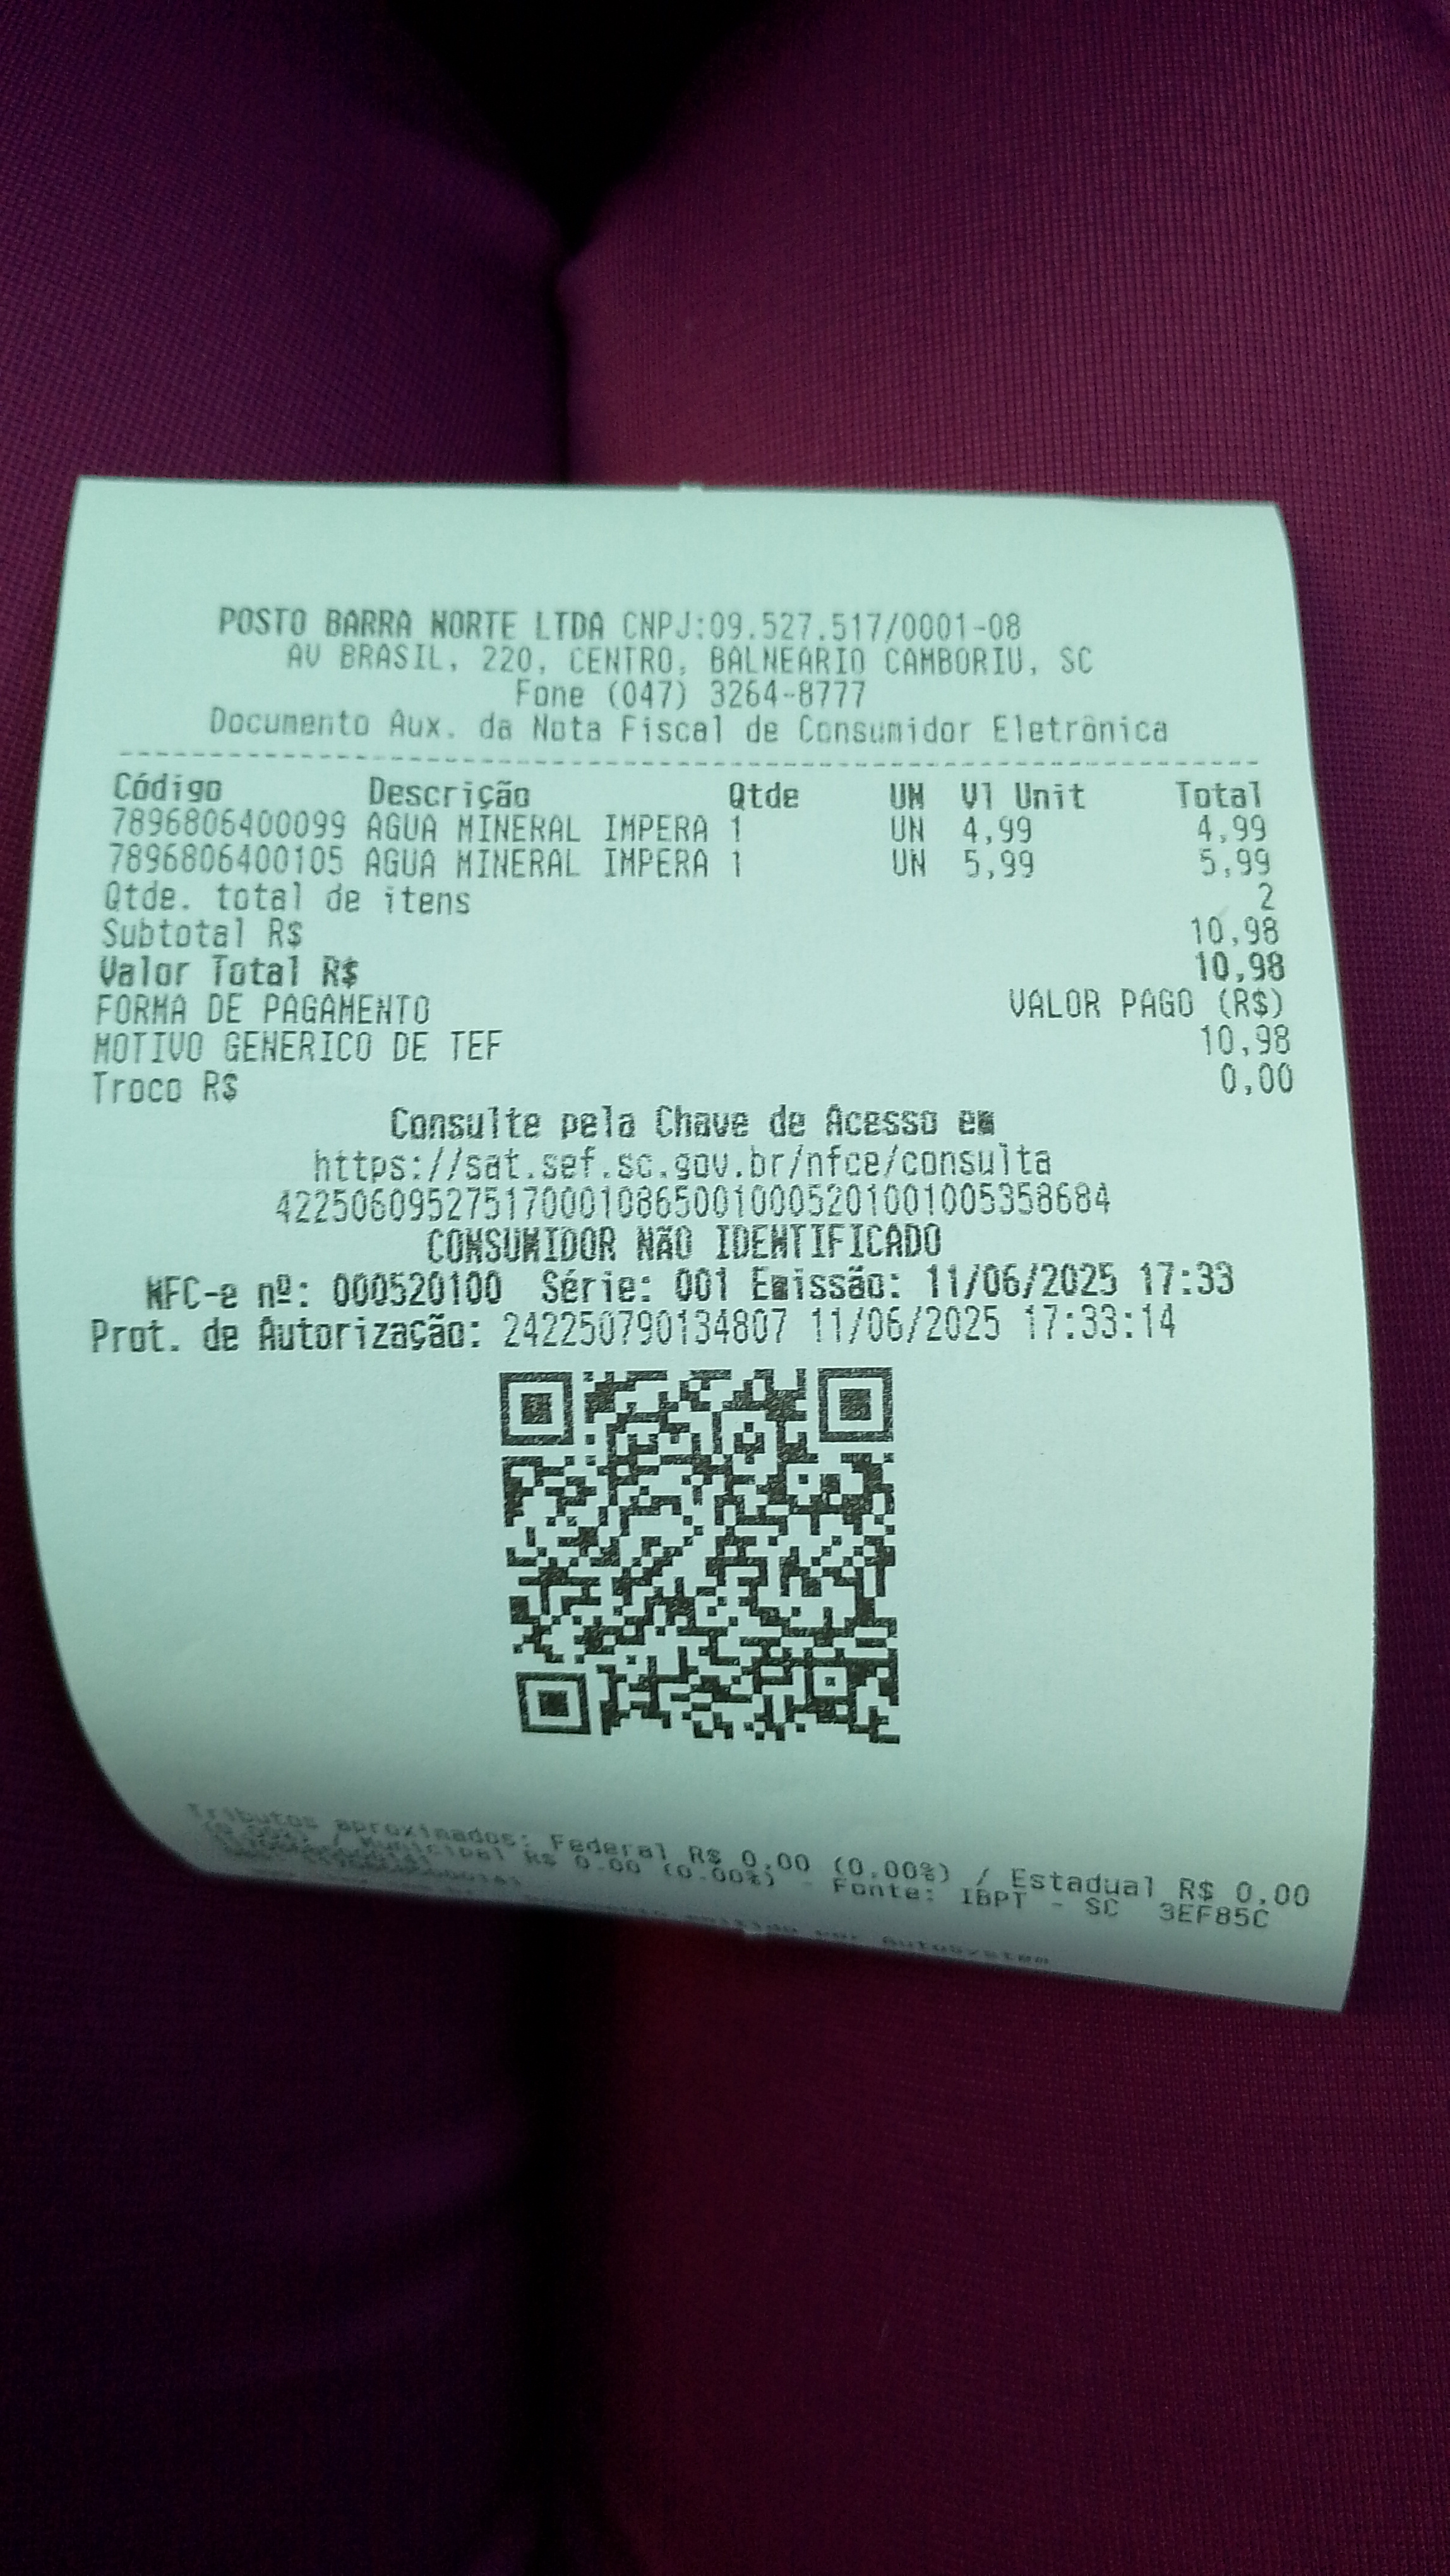 POSTO BARRA NORTE LTDA CNPJ:09.527.517/0001-08
AV BRASIL, 220, CENTRO, BALNEARIO CAMBORIU, SC
Fone (047) 3264-8777
Documento Aux. da Nota Fiscal de Consumidor Eletrônica
Código Descrição Qtde UN Vl Unit Total
7896806400099 AGUA MINERAL IMPERA 1 UN 4,99 4,99
7896806400105 AGUA MINERAL IMPERA 1 UN 5,99 5,99
Qtde. total de itens 2
Subtotal R$ 10,98
Valor Total R$ 10,98
FORMA DE PAGAMENTO VALOR PAGO (R$)
MOTIVO GENERICO DE TEF 10,98
Troco R$ 0,00
Consulte pela Chave de Acesso em
https://sat.sef.sc.gov.br/nfce/consulta
42250609527517000108650010005201001005358684
CONSUMIDOR NÃO IDENTIFICADO
NFC-e nº: 000520100 Série: 001 Emissão: 11/06/2025 17:33
Prot. de Autorização: 242250790134807 11/06/2025 17:33:14
Tributos aproximados: Federal R$ 0,00 (0,00%) / Estadual R$ 0,00
(0,00%) / Municipal R$ 0,00 (0,00%) - Fonte: IBPT - SC 3EF85C
emitido por AutoSystem